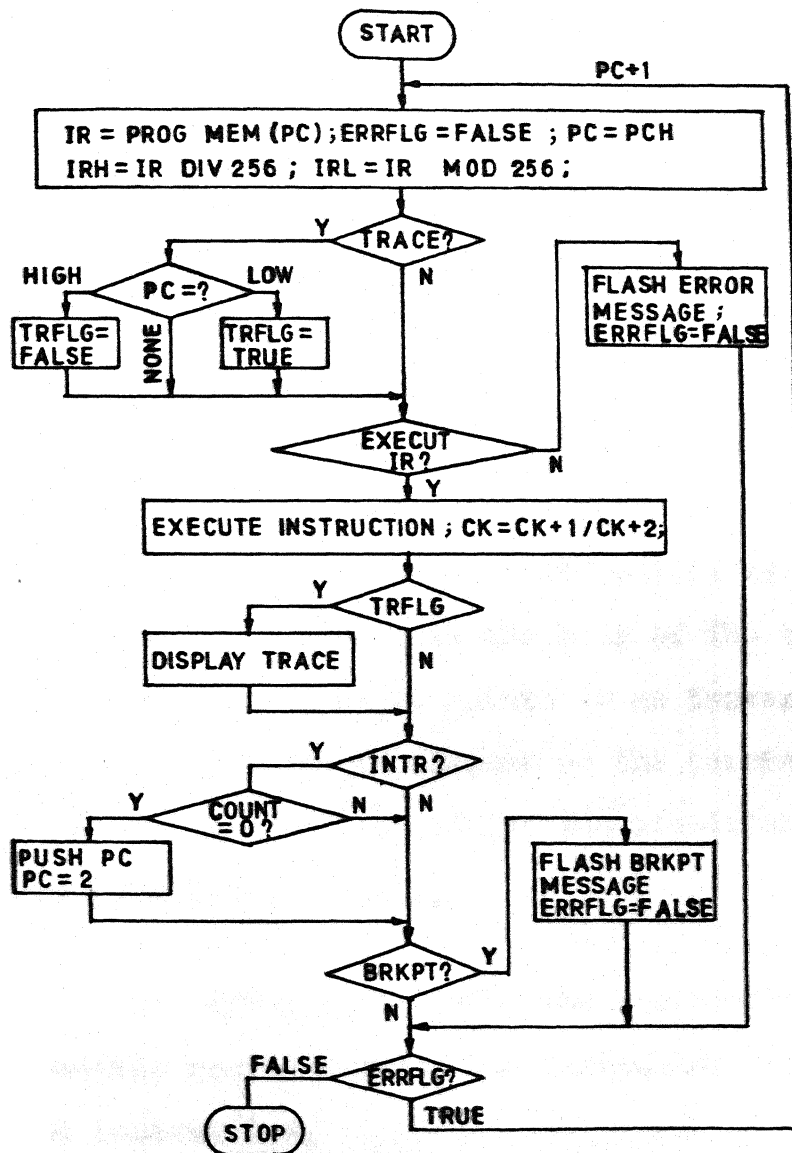 START
PC+1
IR = PROG MEM (PC); ERRFLG = FALSE ; PC = PCH
IRH = IR DIV 256 ; IRL = IR MOD 256 ;
Y
TRACE?
N
HIGH
PC = ?
LOW
TRFLG =
FALSE
NONE
TRFLG =
TRUE
FLASH ERROR
MESSAGE ;
ERRFLG=FALSE
EXECUT
IR?
N
Y
EXECUTE INSTRUCTION ; CK = CK+1 / CK+2;
Y
TRFLG
N
DISPLAY TRACE
Y
INTR?
N
Y
COUNT
= 0 ?
N
PUSH PC
PC = 2
FLASH BRKPT
MESSAGE
ERRFLG=FALSE
BRKPT?
Y
N
FALSE
ERRFLG?
TRUE
STOP